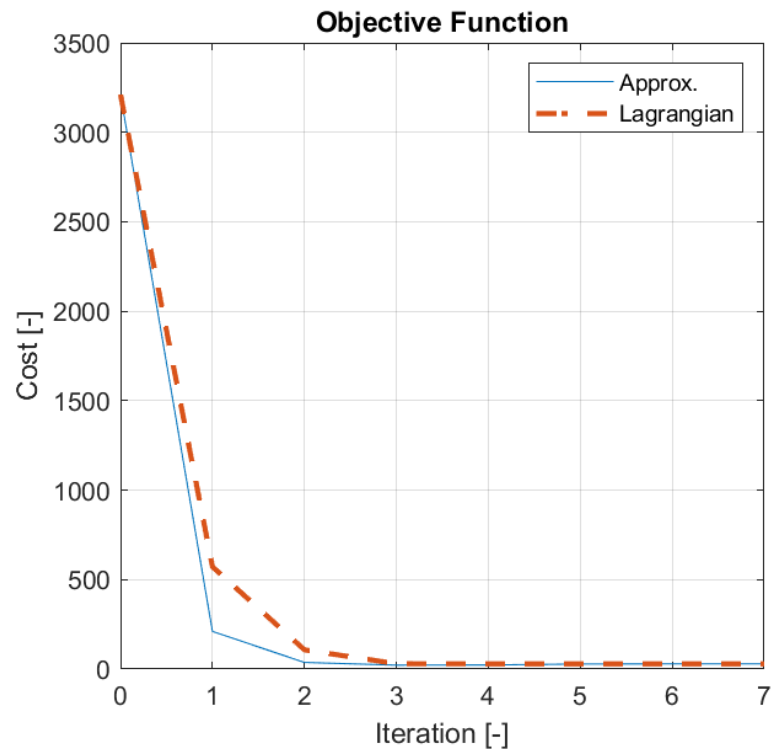 Objective Function
3500
3000
2500
2000
1500
1000
500
0
Cost [-]
Approx.
Lagrangian
0 1 2 3 4 5 6 7
Iteration [-]